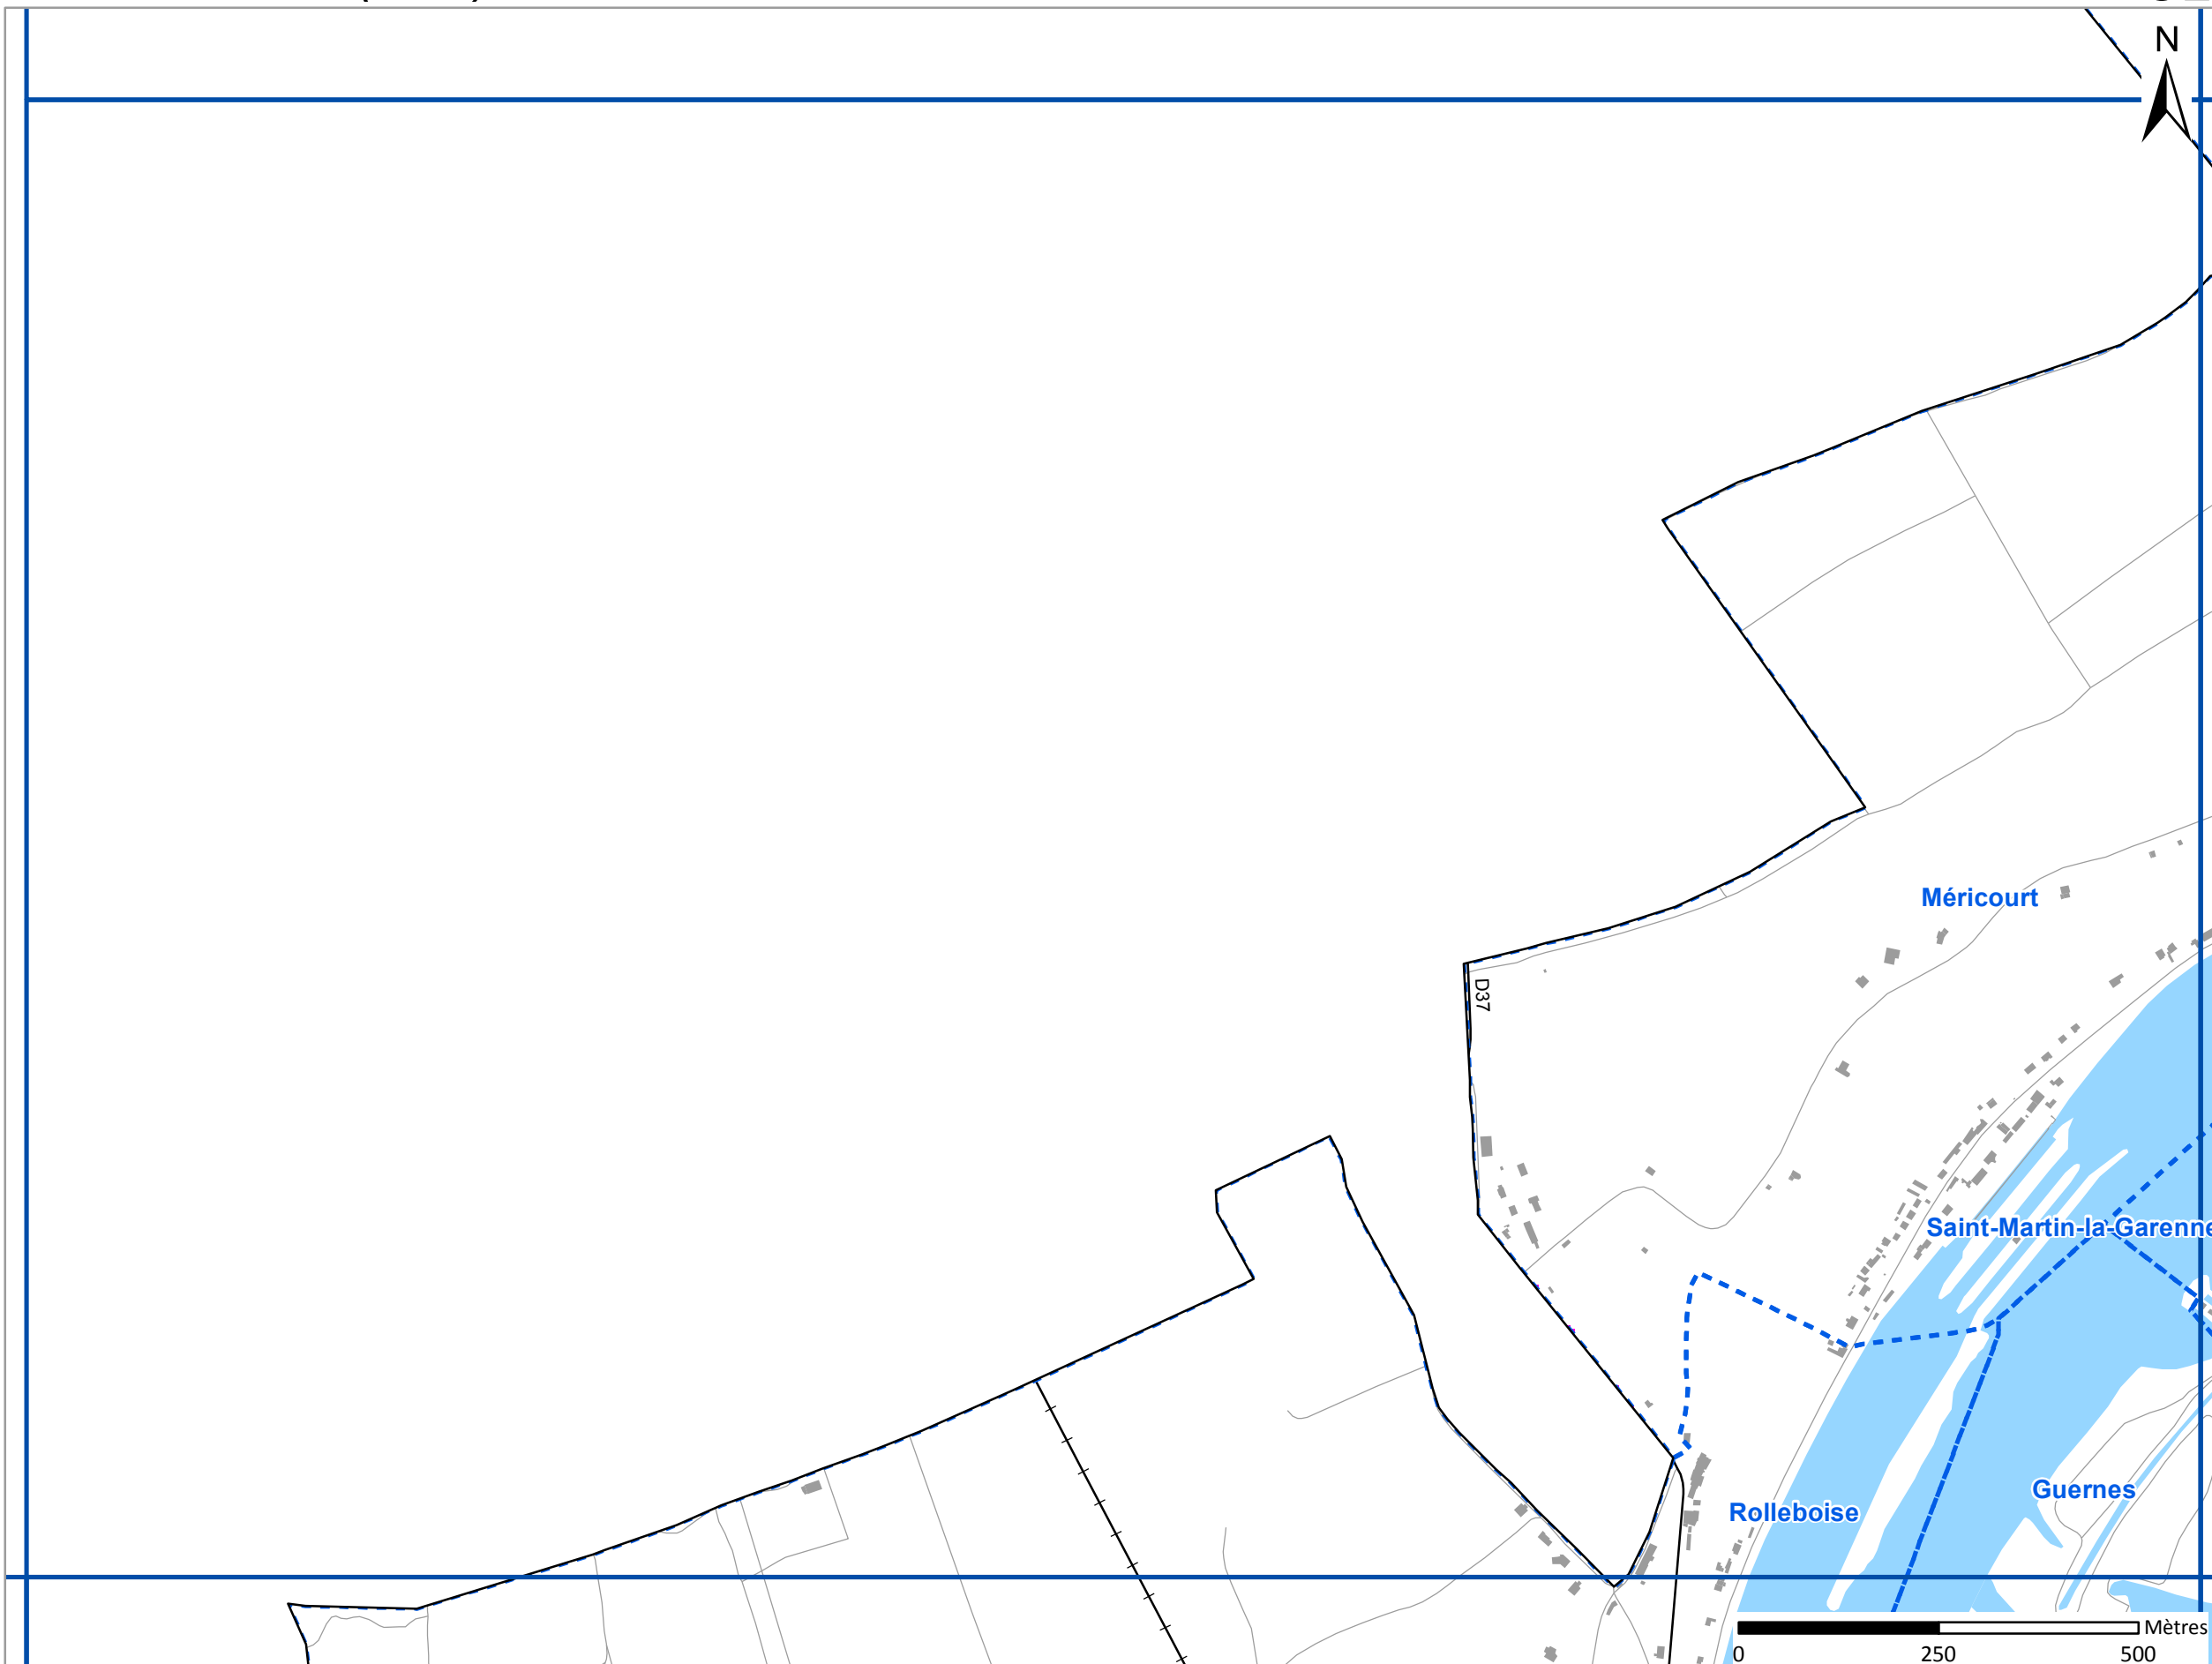 N
Méricourt
D37
Saint-Martin-la-Garenne
Guernes
Rolleboise
Mètres
0 250 500